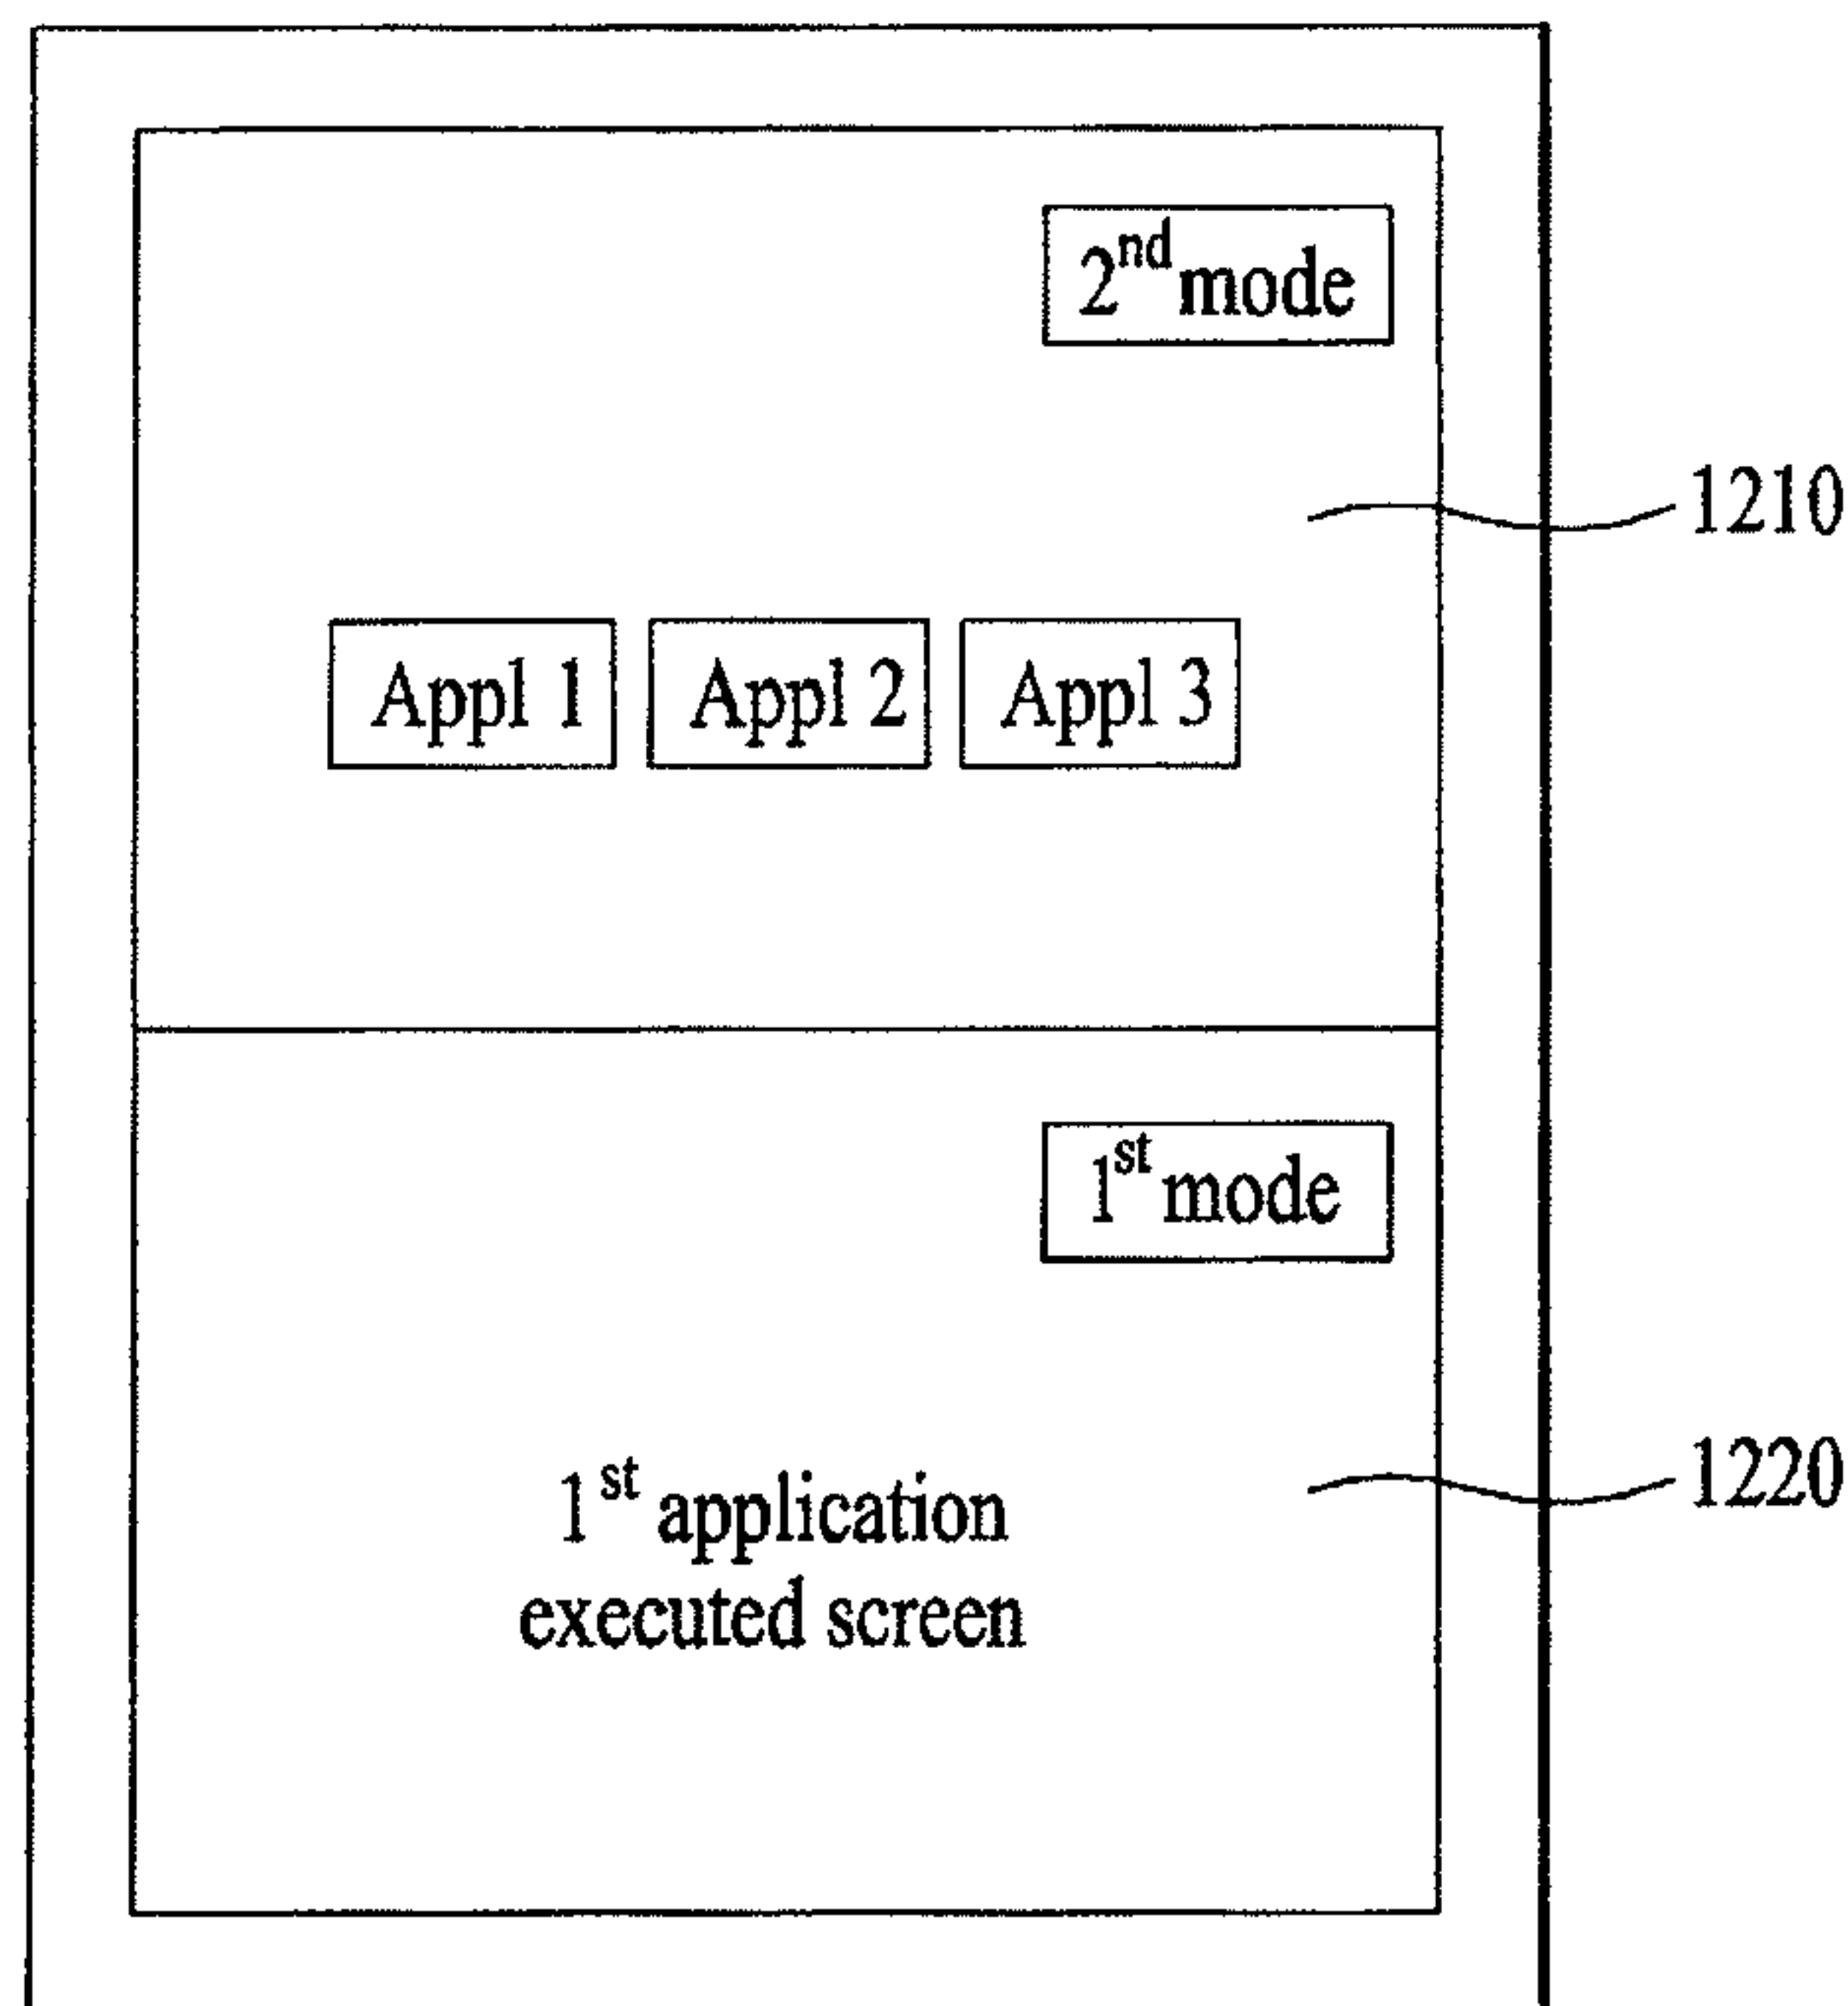 2nd mode
1210
Appl 1 Appl 2 Appl 3
1st mode
1220
1st application
executed screen